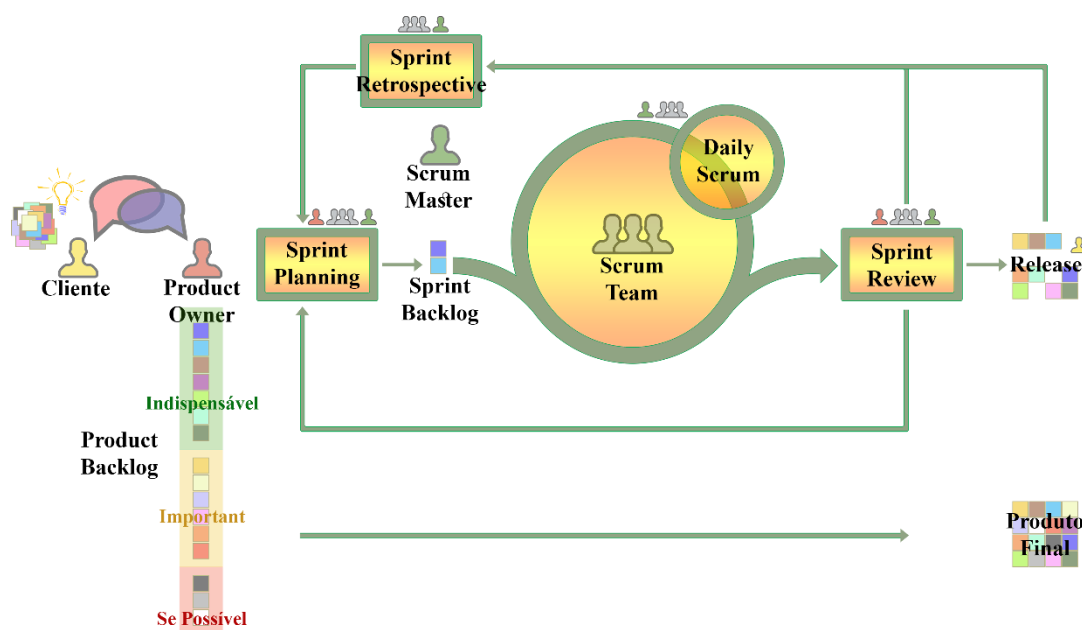 Sprint
Retrospective
Daily
Scrum
Scrum
Master
Cliente
Product
Owner
Sprint
Planning
Sprint
Backlog
Scrum
Team
Sprint
Review
Release
Indispensável
Product
Backlog
Important
Se Possível
Produto
Final